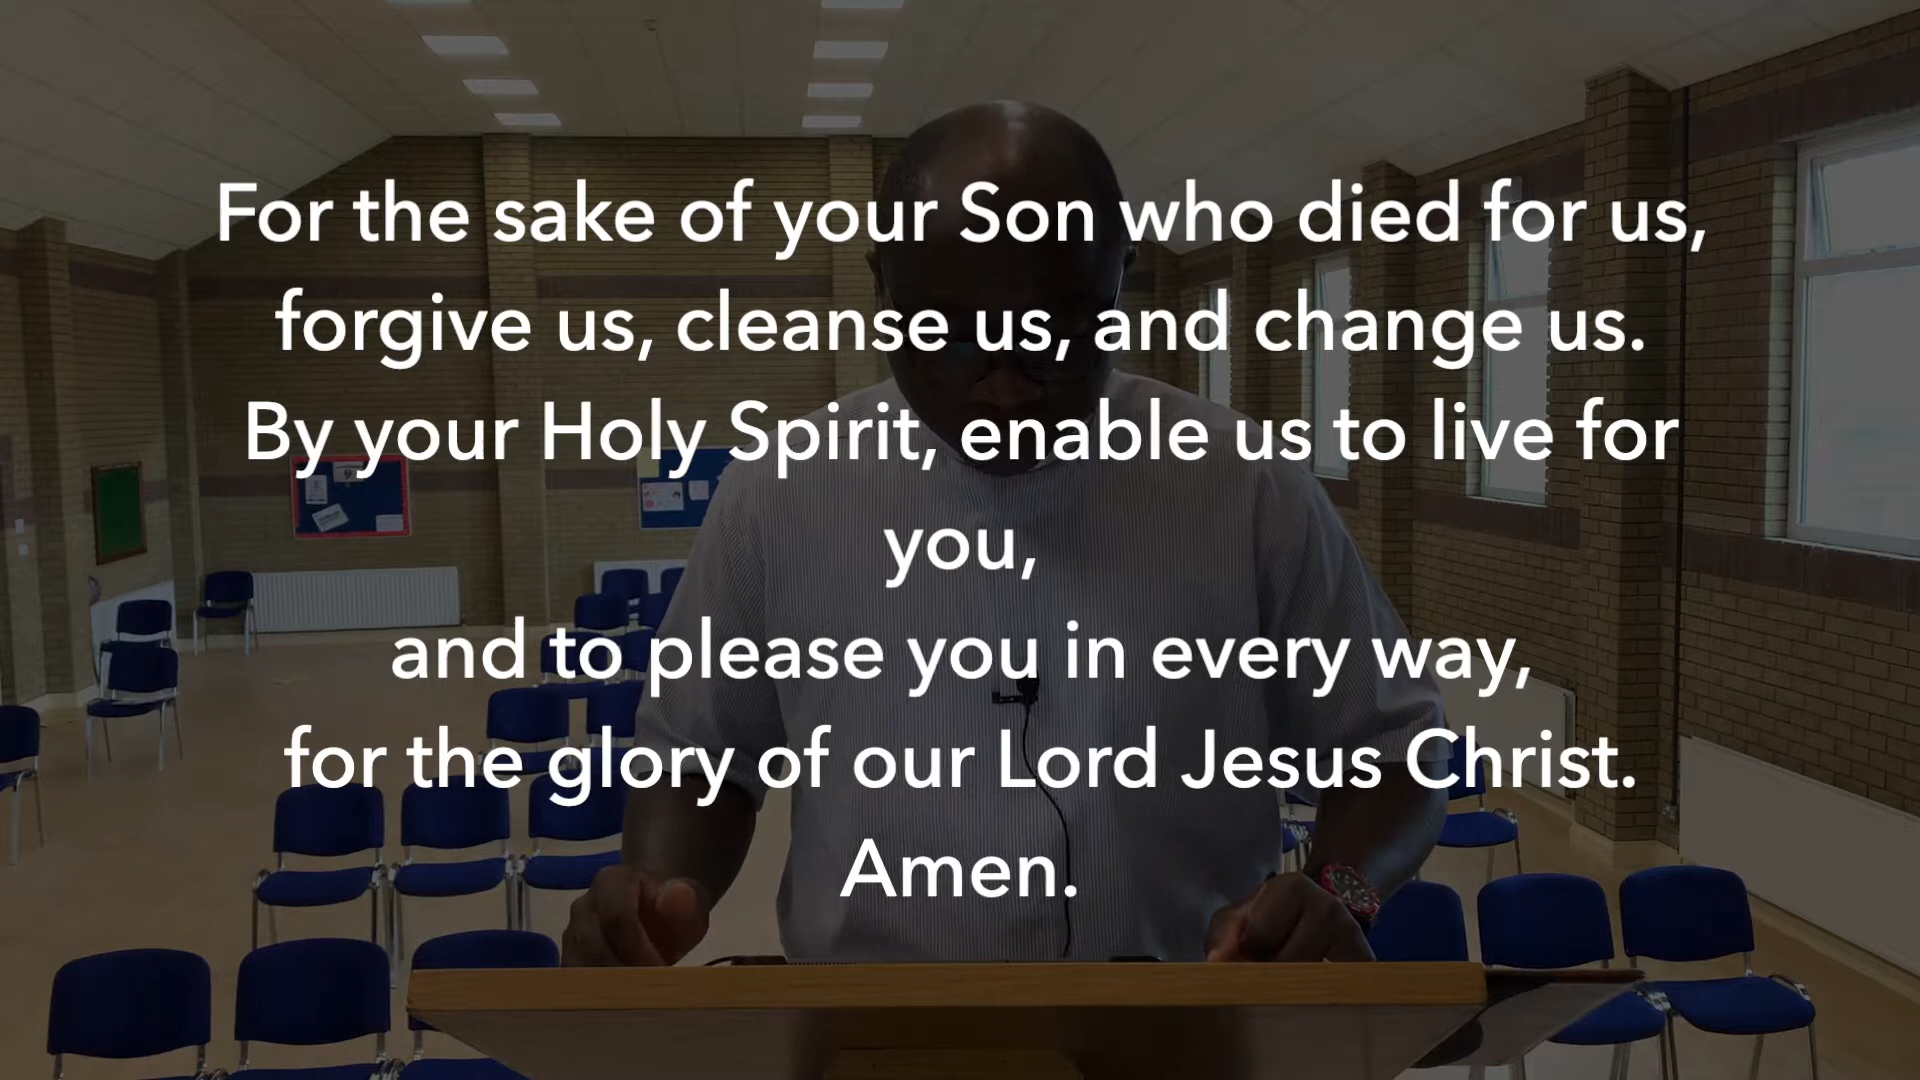 For the sake of your Son who died for us,
forgive us, cleanse us, and change us.
By your Holy Spirit, enable us to live for
you,
and to please you in every way,
for the glory of our Lord Jesus Christ.
Amen.